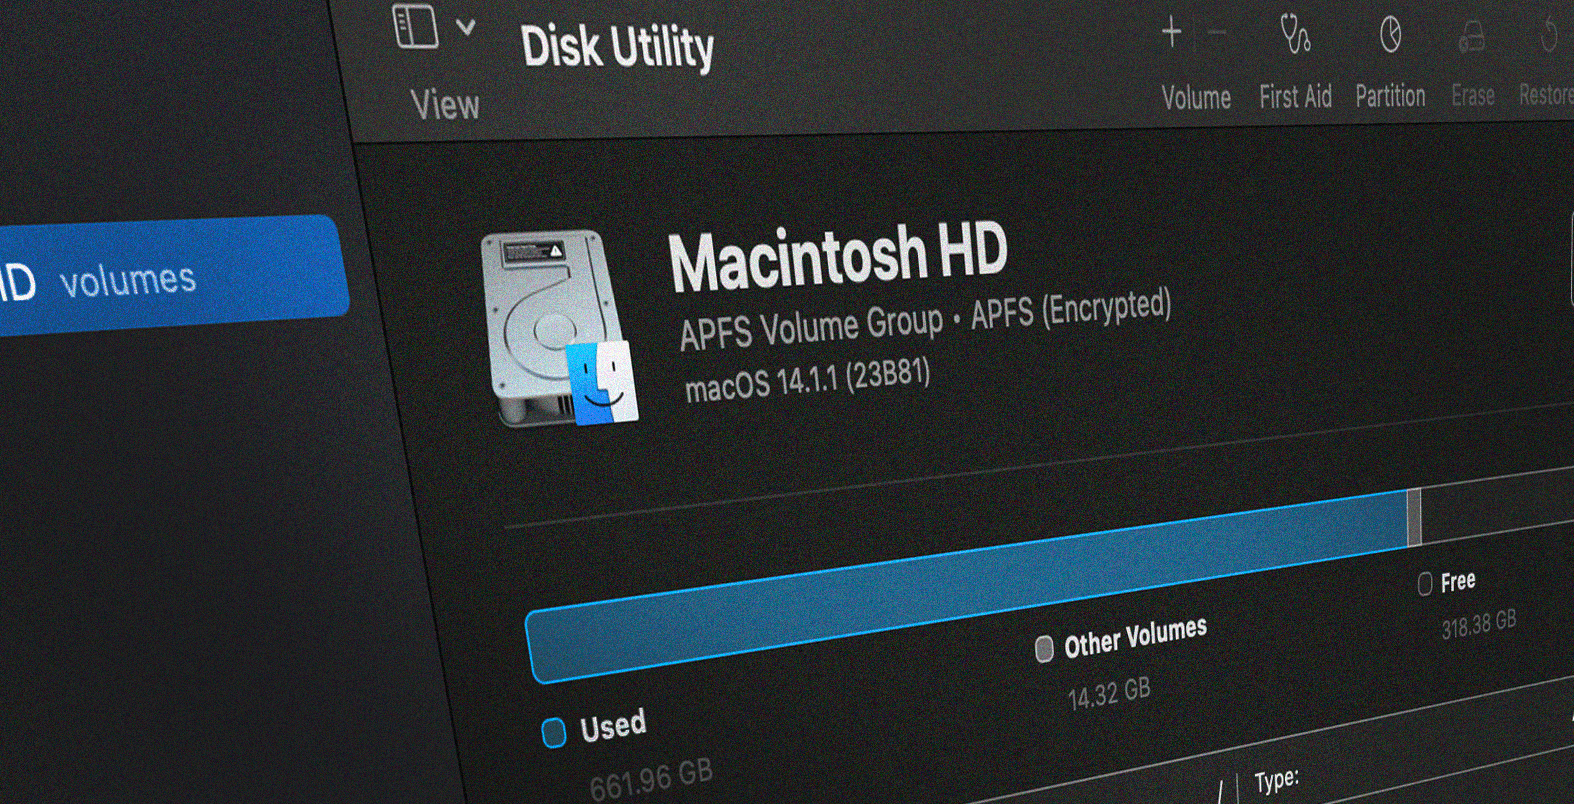 Disk Utility
View
Volume
First Aid
Partition
Erase
Restore
HD volumes
Macintosh HD
APFS Volume Group • APFS (Encrypted)
macOS 14.1.1 (23B81)
Used
661.96 GB
Other Volumes
14.32 GB
Free
318.38 GB
Type: